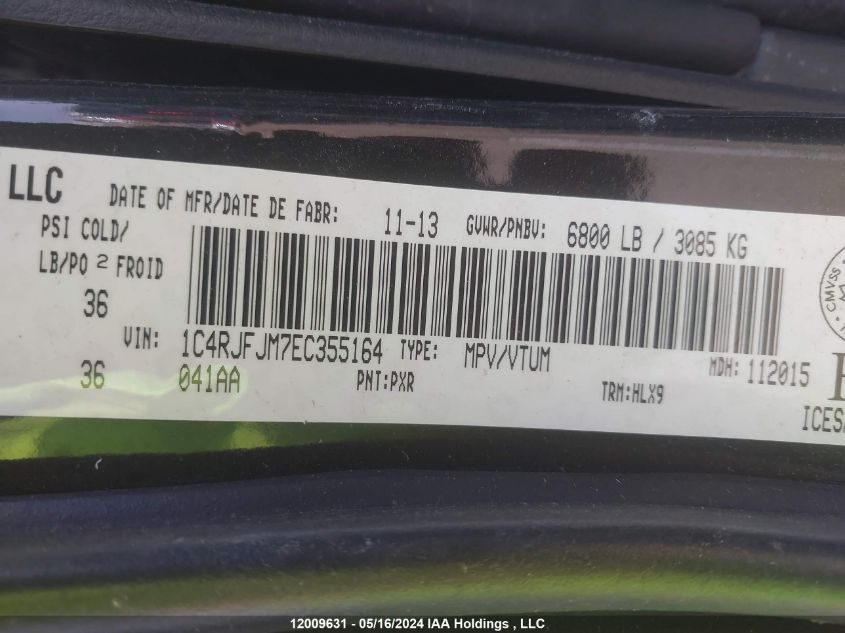 LLC DATE OF MFR/DATE DE FABR: 11-13 GVWR/PNBV: 6800 LB / 3085 KG
PSI COLD/
LB/PO 2 FROID
36
VIN: 1C4RJFJM7EC355164 TYPE: MPV/VTUM MDH: 112015
36 041AA PNT:PXR TRM:HLX9
CMVSS
ICES
12009631 - 05/16/2024 IAA Holdings , LLC